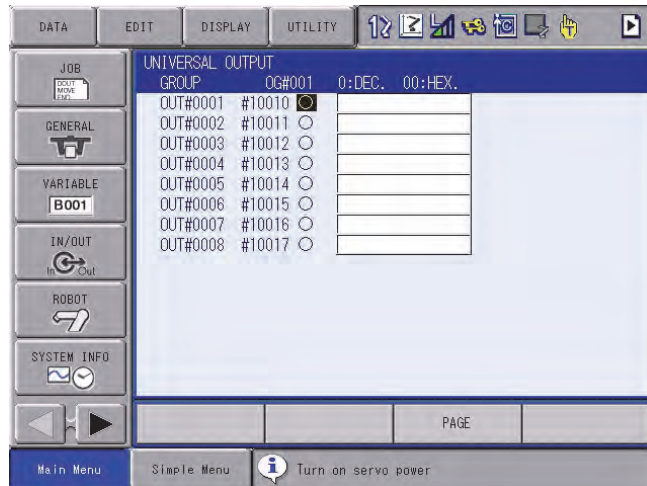 DATA EDIT DISPLAY UTILITY
JOB
DOUT
MOVE
END
GENERAL
VARIABLE
B001
IN/OUT
In Out
ROBOT
SYSTEM INFO
UNIVERSAL OUTPUT
GROUP OG#001 0:DEC. 00:HEX.
OUT#0001 #10010
OUT#0002 #10011
OUT#0003 #10012
OUT#0004 #10013
OUT#0005 #10014
OUT#0006 #10015
OUT#0007 #10016
OUT#0008 #10017
PAGE
Main Menu Simple Menu Turn on servo power